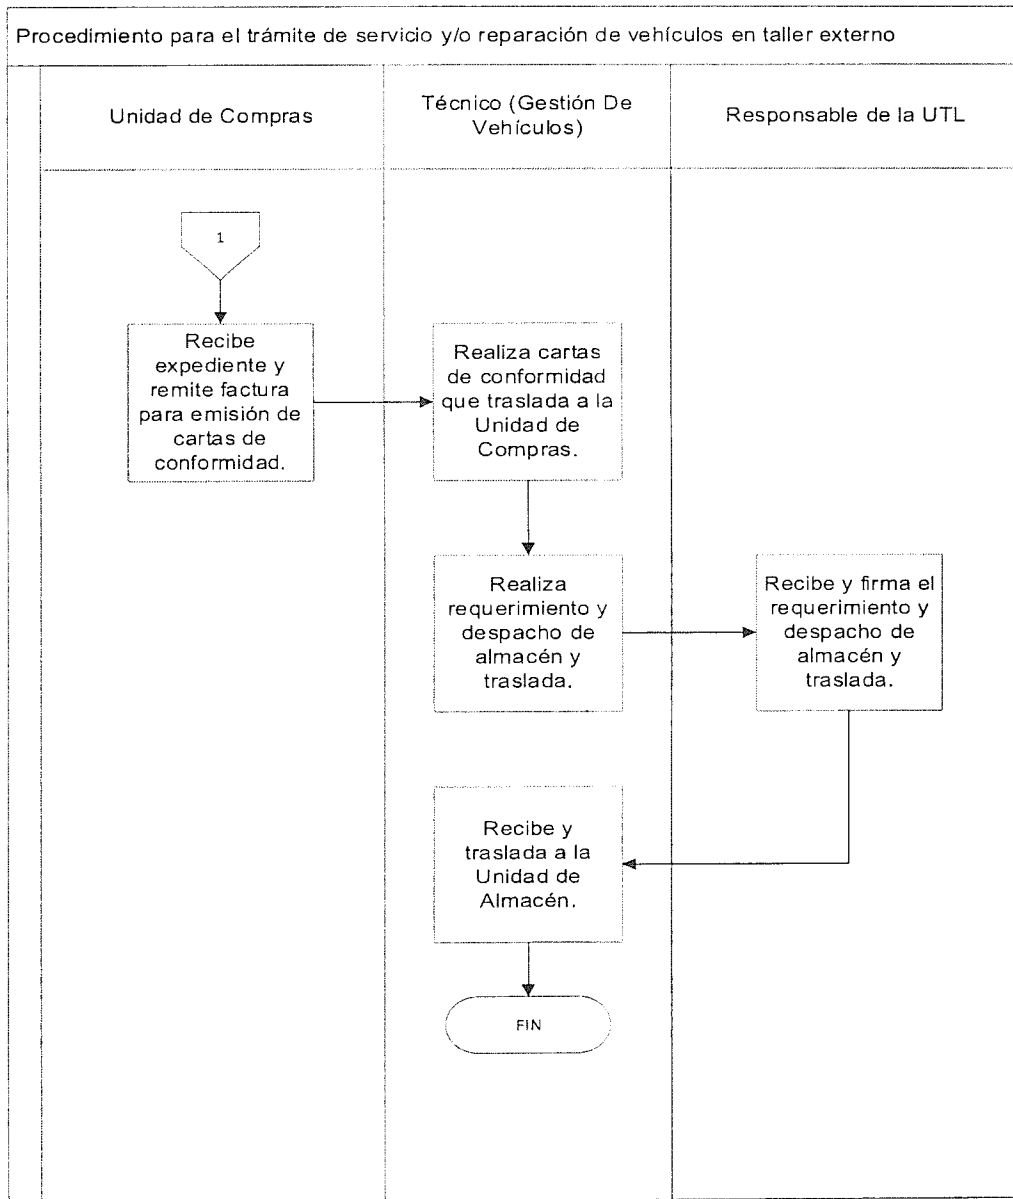 Procedimiento para el trámite de servicio y/o reparación de vehículos en taller externo
Unidad de Compras
Técnico (Gestión De
Vehículos)
Responsable de la UTL
1
Recibe
expediente y
remite factura
para emisión de
cartas de
conformidad.
Realiza cartas
de conformidad
que traslada a la
Unidad de
Compras.
Realiza
requerimiento y
despacho de
almacén y
traslada.
Recibe y firma el
requerimiento y
despacho de
almacén y
traslada.
Recibe y
traslada a la
Unidad de
Almacén.
FIN